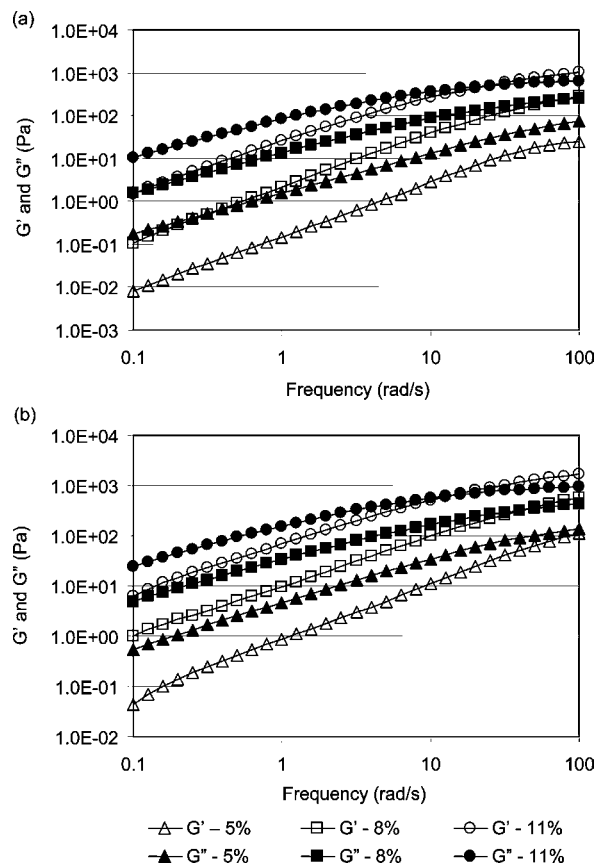 (a)
1.0E+04
1.0E+03
1.0E+02
1.0E+01
1.0E+00
1.0E-01
1.0E-02
1.0E-03
G' and G" (Pa)
0.1 1 10 100
Frequency (rad/s)
(b)
1.0E+04
1.0E+03
1.0E+02
1.0E+01
1.0E+00
1.0E-01
1.0E-02
G' and G" (Pa)
0.1 1 10 100
Frequency (rad/s)
G' – 5% G' - 8% G' - 11%
G" - 5% G" - 8% G" - 11%